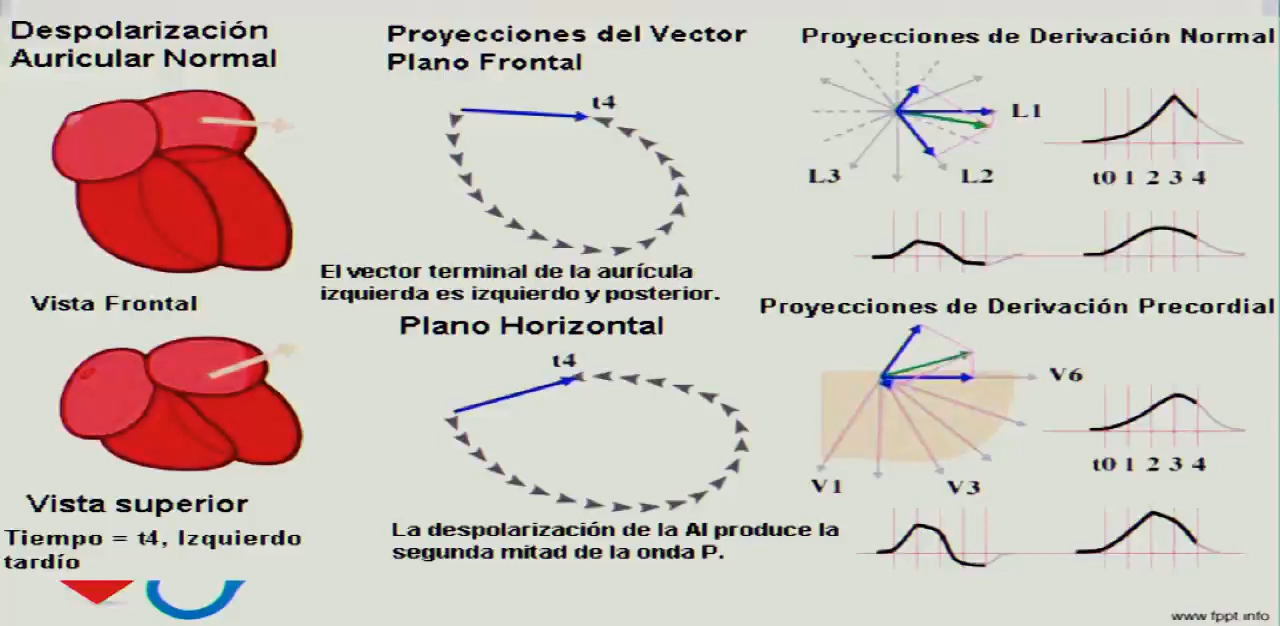 Despolarización
Auricular Normal
Vista Frontal
Vista superior
Tiempo = t4, Izquierdo
tardío
Proyecciones del Vector
Plano Frontal
t4
El vector terminal de la aurícula
izquierda es izquierdo y posterior.
Plano Horizontal
t4
La despolarización de la AI produce la
segunda mitad de la onda P.
Proyecciones de Derivación Normal
L1
L3
L2
t0 1 2 3 4
Proyecciones de Derivación Precordial
V6
V1
V3
t0 1 2 3 4
www.fppt.info